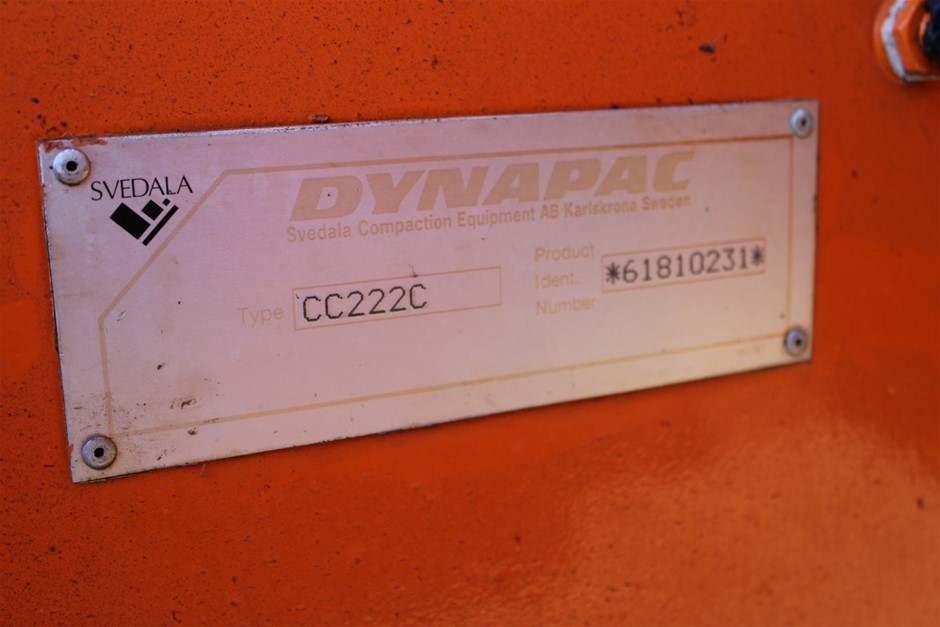 SVEDALA
DYNAPAC
Svedala Compaction Equipment AB Karlskrona Sweden
Type CC222C
Product Ident. Number *61810231*